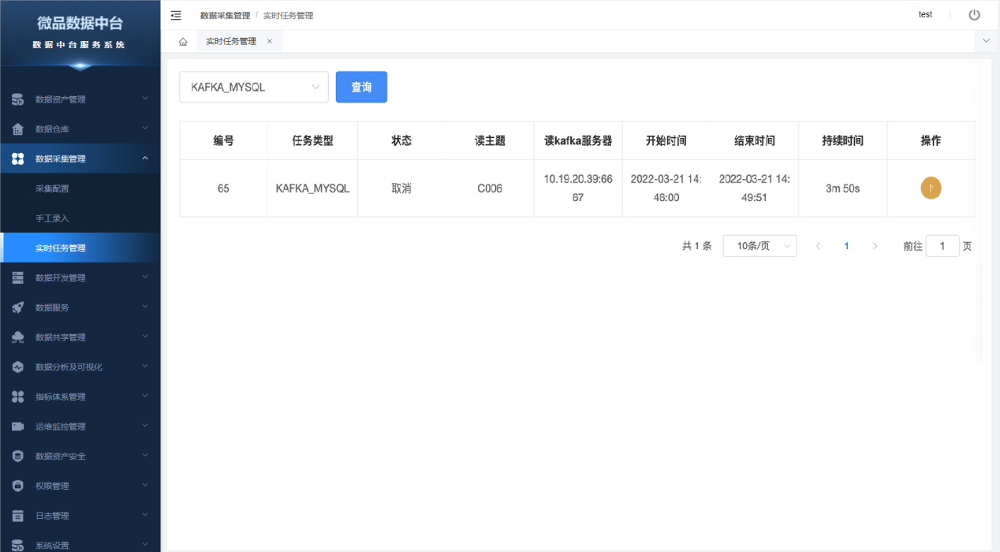 微品数据中台
数据中台服务系统
数据资产管理
数据仓库
数据采集管理
采集配置
手工录入
实时任务管理
数据开发管理
数据服务
数据共享管理
数据分析及可视化
指标体系管理
运维监控管理
数据资产安全
权限管理
日志管理
系统设置
数据采集管理 / 实时任务管理
test
实时任务管理 ×
KAFKA_MYSQL 查询
编号 任务类型 状态 读主题 读kafka服务器 开始时间 结束时间 持续时间 操作
65 KAFKA_MYSQL 取消 C006 10.19.20.39:66 2022-03-21 14: 2022-03-21 14: 3m 50s
67 46:00 49:51
共 1 条 10条/页 1 前往 1 页